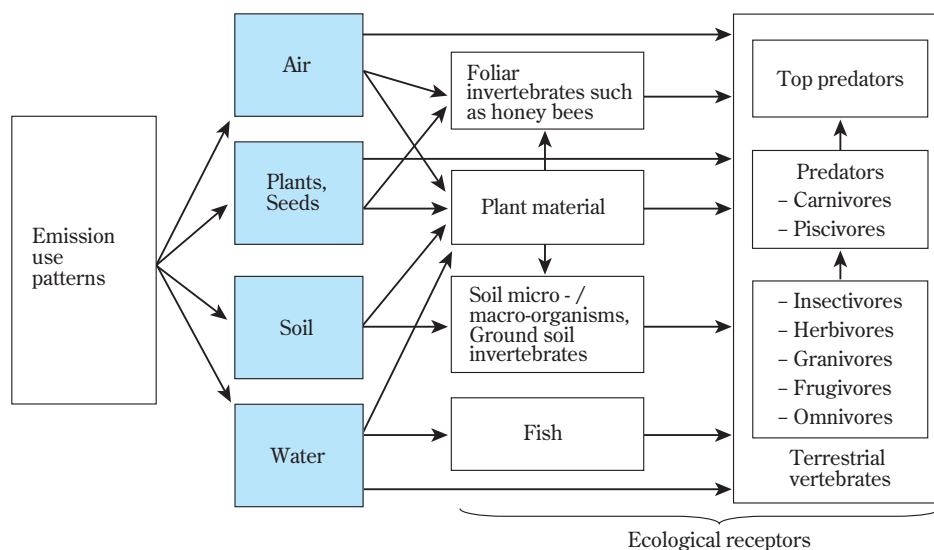 Emission
use
patterns
Air
Plants,
Seeds
Soil
Water
Foliar
invertebrates such
as honey bees
Plant material
Soil micro - /
macro-organisms,
Ground soil
invertebrates
Fish
Top predators
Predators
– Carnivores
– Piscivores
– Insectivores
– Herbivores
– Granivores
– Frugivores
– Omnivores
Terrestrial
vertebrates
Ecological receptors